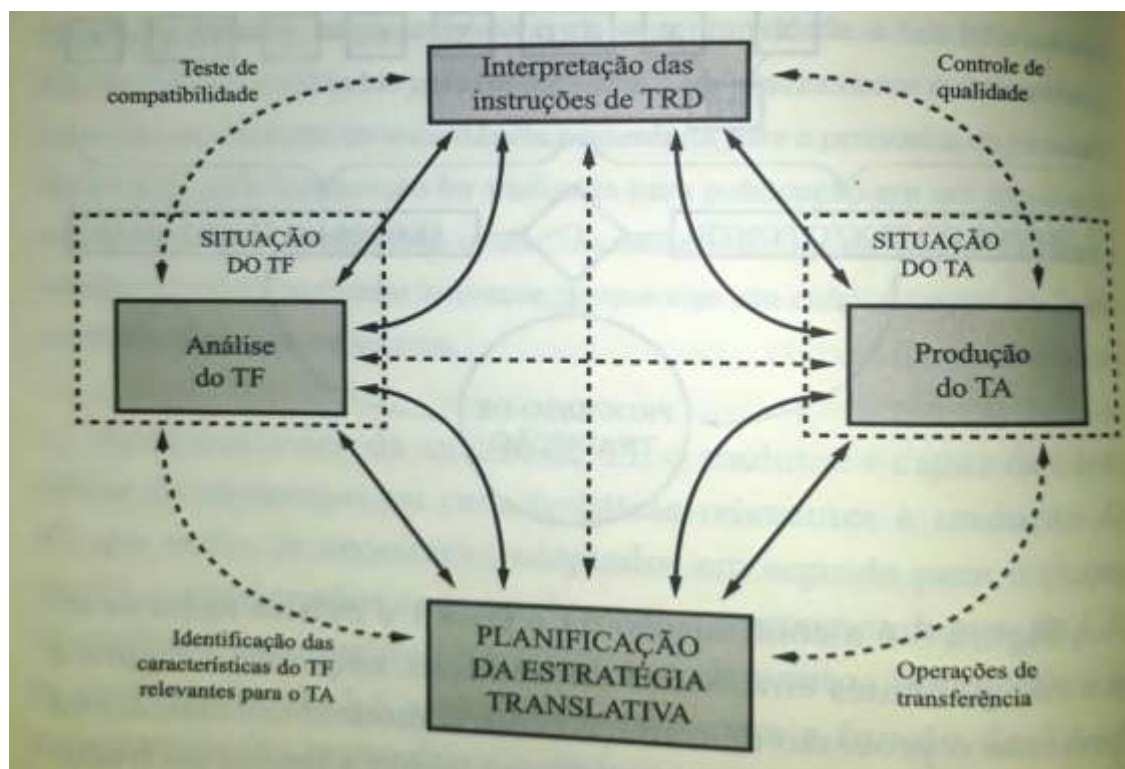 Teste de
compatibilidade
Interpretação das
instruções de TRD
Controle de
qualidade
SITUAÇÃO
DO TF
SITUAÇÃO
DO TA
Análise
do TF
Produção
do TA
Identificação das
características do TF
relevantes para o TA
PLANIFICAÇÃO
DA ESTRATÉGIA
TRANSLATIVA
Operações de
transferência